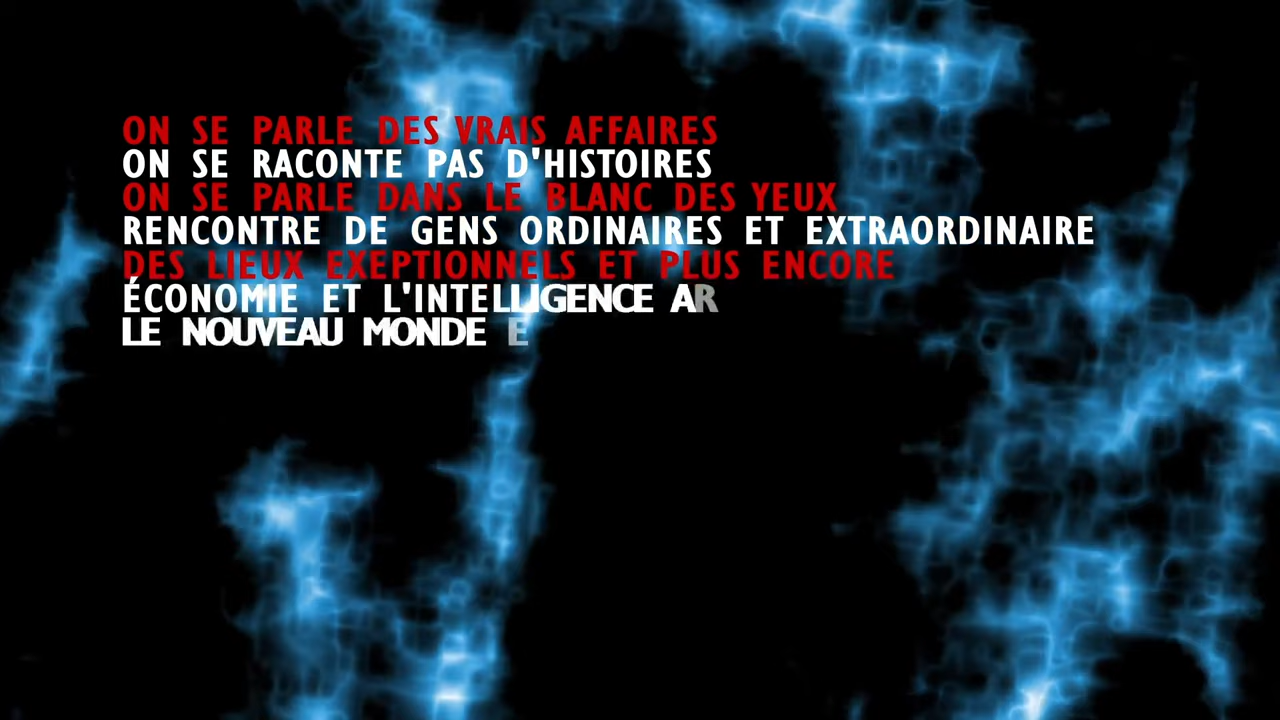 ON SE PARLE DES VRAIS AFFAIRES
ON SE RACONTE PAS D'HISTOIRES
ON SE PARLE DANS LE BLANC DES YEUX
RENCONTRE DE GENS ORDINAIRES ET EXTRAORDINAIRE
DES LIEUX EXEPTIONNELS ET PLUS ENCORE
ÉCONOMIE ET L'INTELLIGENCE AR
LE NOUVEAU MONDE E